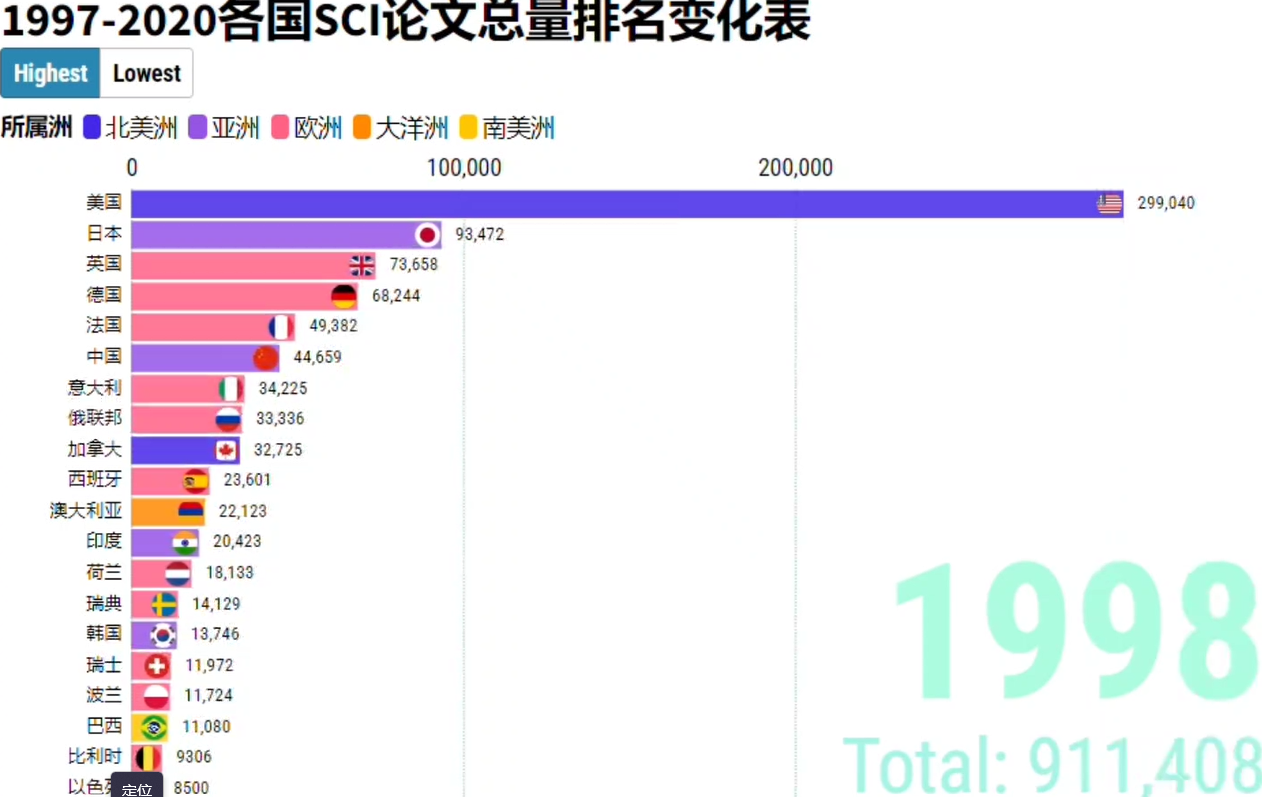 1997-2020各国SCI论文总量排名变化表
Highest Lowest
所属洲 北美洲 亚洲 欧洲 大洋洲 南美洲
0 100,000 200,000
美国 299,040
日本 93,472
英国 73,658
德国 68,244
法国 49,382
中国 44,659
意大利 34,225
俄联邦 33,336
加拿大 32,725
西班牙 23,601
澳大利亚 22,123
印度 20,423
荷兰 18,133
瑞典 14,129
韩国 13,746
瑞士 11,972
波兰 11,724
巴西 11,080
比利时 9306
以色 8500
定位
1998
Total: 911,408